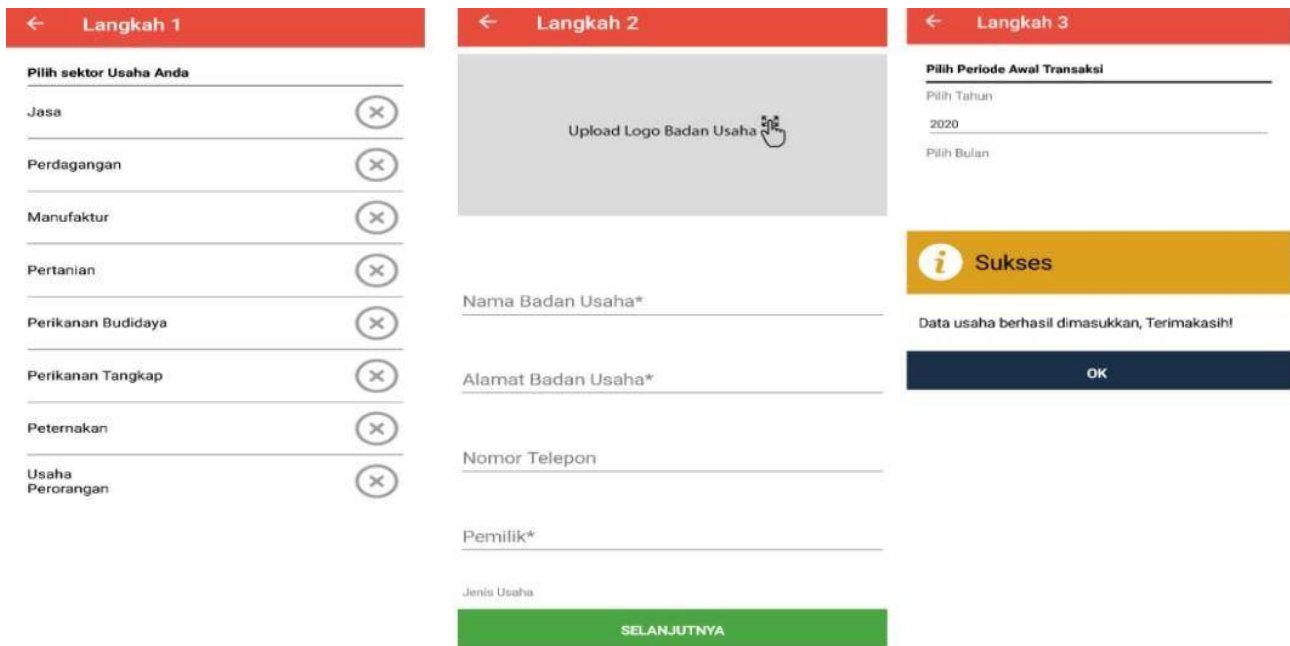 Langkah 1
Pilih sektor Usaha Anda
Jasa
Perdagangan
Manufaktur
Pertanian
Perikanan Budidaya
Perikanan Tangkap
Peternakan
Usaha
Perorangan
Langkah 2
Upload Logo Badan Usaha
Nama Badan Usaha*
Alamat Badan Usaha*
Nomor Telepon
Pemilik*
Jenis Usaha
SELANJUTNYA
Langkah 3
Pilih Periode Awal Transaksi
Pilih Tahun
2020
Pilih Bulan
i Sukses
Data usaha berhasil dimasukkan, Terimakasih!
OK